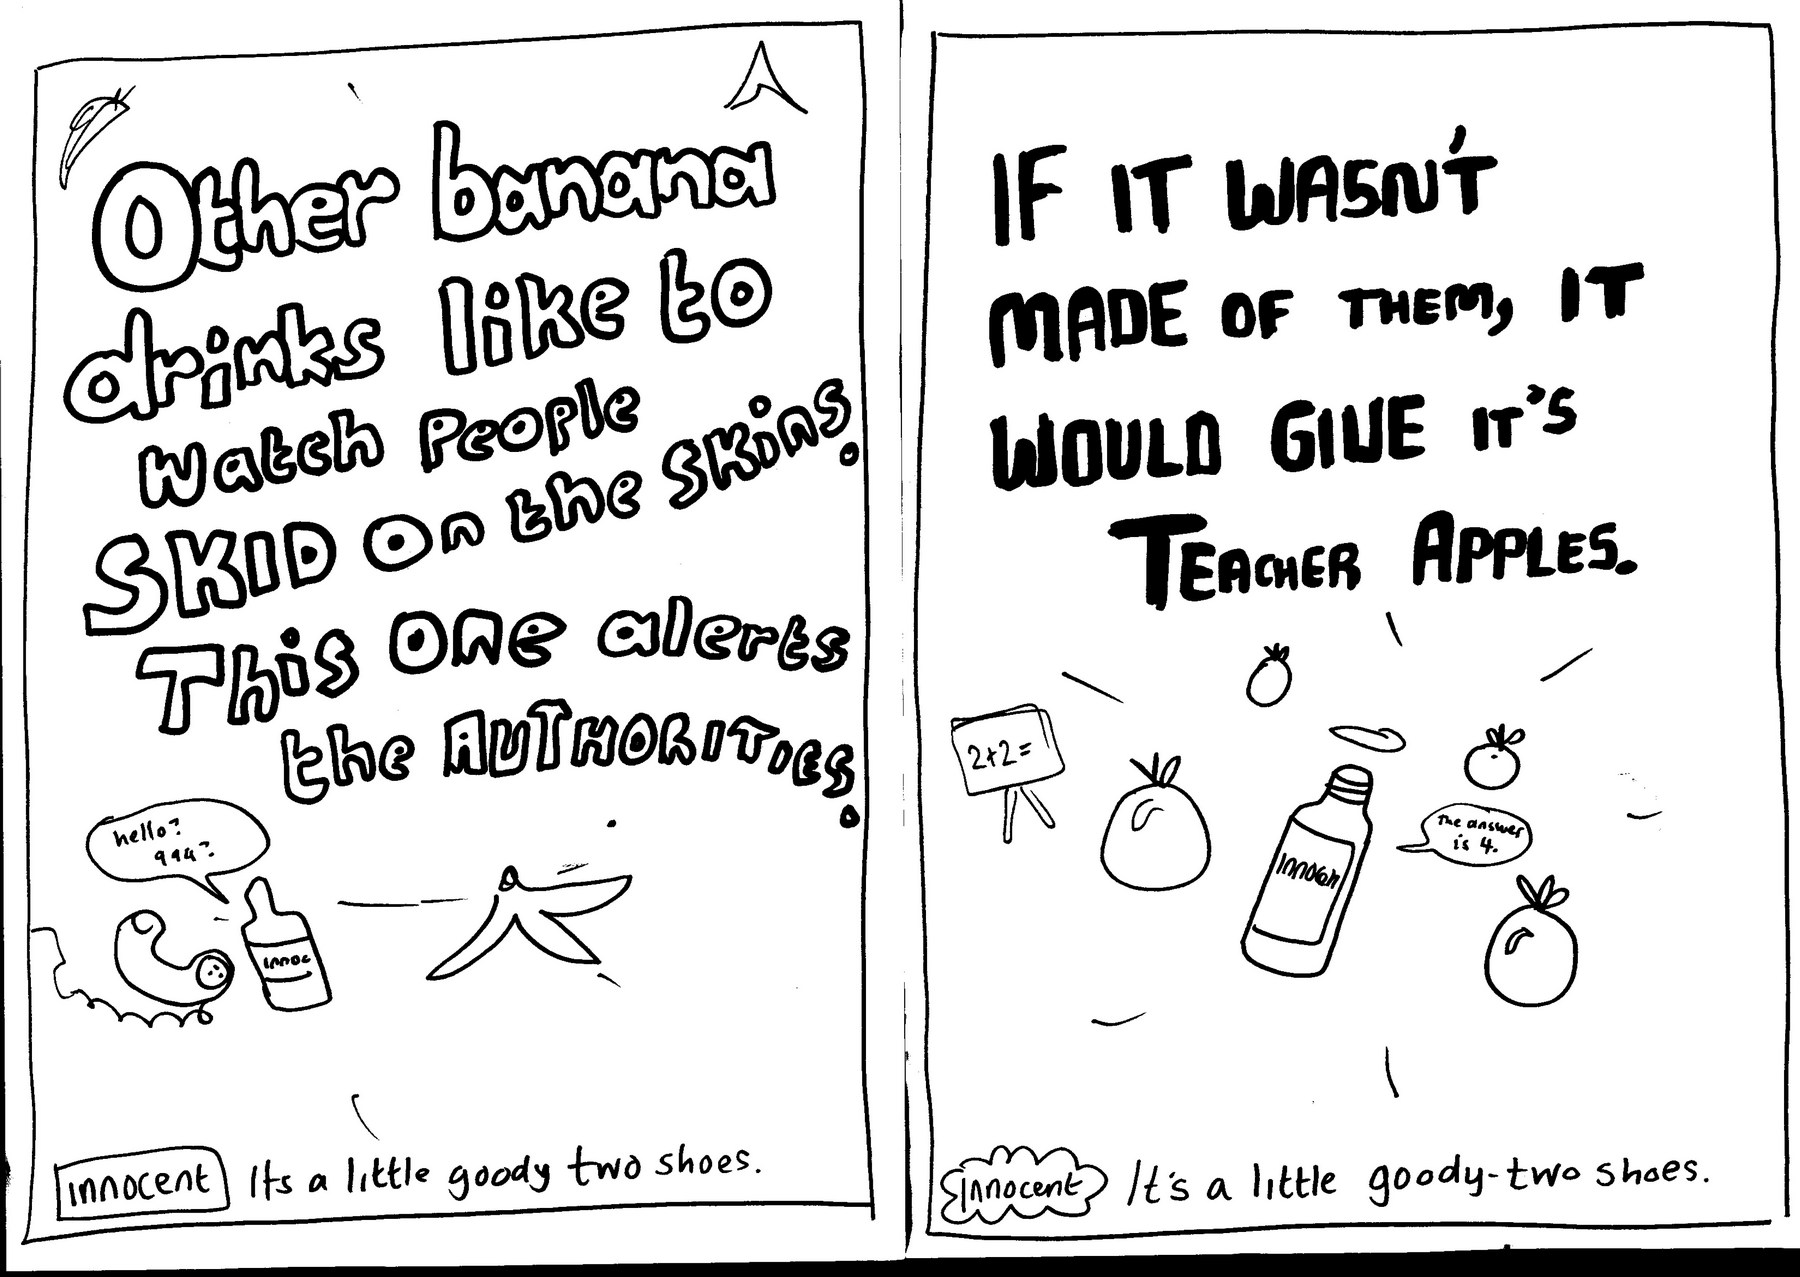 Other banana
drinks like to
watch People
SKID on the skins.
This one alerts
the AUTHORITIES.
hello?
994?
INNOC
INNOCENT Its a little goody two shoes.
IF IT WASN'T
MADE OF THEM, IT
WOULD GIVE IT'S
TEACHER APPLES.
2+2=
the answer
is 4.
INNOCEN
Innocent It's a little goody-two shoes.